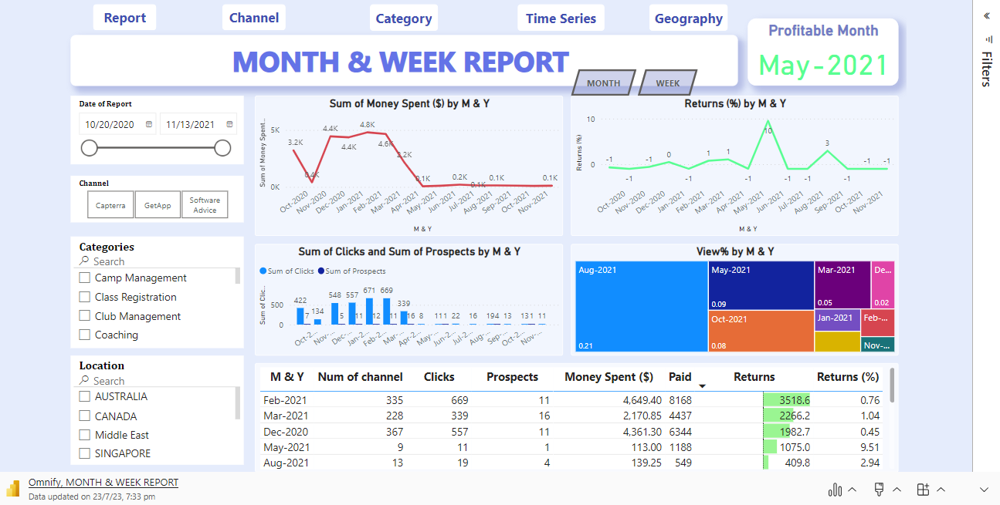 Report
Channel
Category
Time Series
Geography
«
Filters
MONTH & WEEK REPORT
MONTH
WEEK
Profitable Month
May-2021
Date of Report
10/20/2020
11/13/2021
Channel
Capterra
GetApp
Software
Advice
Categories
Search
Camp Management
Class Registration
Club Management
Coaching
Location
Search
AUSTRALIA
CANADA
Middle East
SINGAPORE
Sum of Money Spent ($) by M & Y
Sum of Money Spent...
5K
0K
3.2K
0.4K
4.4K
4.4K
4.8K
4.6K
2.2K
0.1K
0.2K
0.1K
0.1K
0.1K
Oct-2020
Nov-2020
Dec-2020
Jan-2021
Feb-2021
Mar-2021
Apr-2021
May-2021
Jun-2021
Jul-2021
Aug-2021
Sep-2021
Oct-2021
Nov-2021
M & Y
Returns (%) by M & Y
Returns (%)
10
0
-1
-1
-1
0
-1
1
1
-1
10
-1
-1
3
-1
-1
-1
Oct-2020
Nov-2020
Dec-2020
Jan-2021
Feb-2021
Mar-2021
Apr-2021
May-2021
Jun-2021
Jul-2021
Aug-2021
Sep-2021
Oct-2021
Nov-2021
M & Y
Sum of Clicks and Sum of Prospects by M & Y
Sum of Clicks
Sum of Prospects
Sum of Clic...
500
0
422
7
134
548
5
557
11
671
12
669
11
339
16
8
11 1
22
16
19 4
13
13 1
11
Oct-2...
Nov-...
Dec-...
Jan-2...
Feb-2...
Mar-...
Apr-2...
May-...
Jun-2...
Jul-2...
Aug-...
Sep-...
Oct-2...
Nov-...
View% by M & Y
Aug-2021
0.21
May-2021
0.09
Oct-2021
0.08
Mar-2021
0.05
De...
0.02
Jan-2021
Feb-...
Nov-...
M & Y Num of channel Clicks Prospects Money Spent ($) Paid Returns Returns (%)
Feb-2021 335 669 11 4,649.40 8168 3518.6 0.76
Mar-2021 228 339 16 2,170.85 4437 2266.2 1.04
Dec-2020 367 557 11 4,361.30 6344 1982.7 0.45
May-2021 9 11 1 113.00 1188 1075.0 9.51
Aug-2021 13 19 4 139.25 549 409.8 2.94
Omnify, MONTH & WEEK REPORT
Data updated on 23/7/23, 7:33 pm